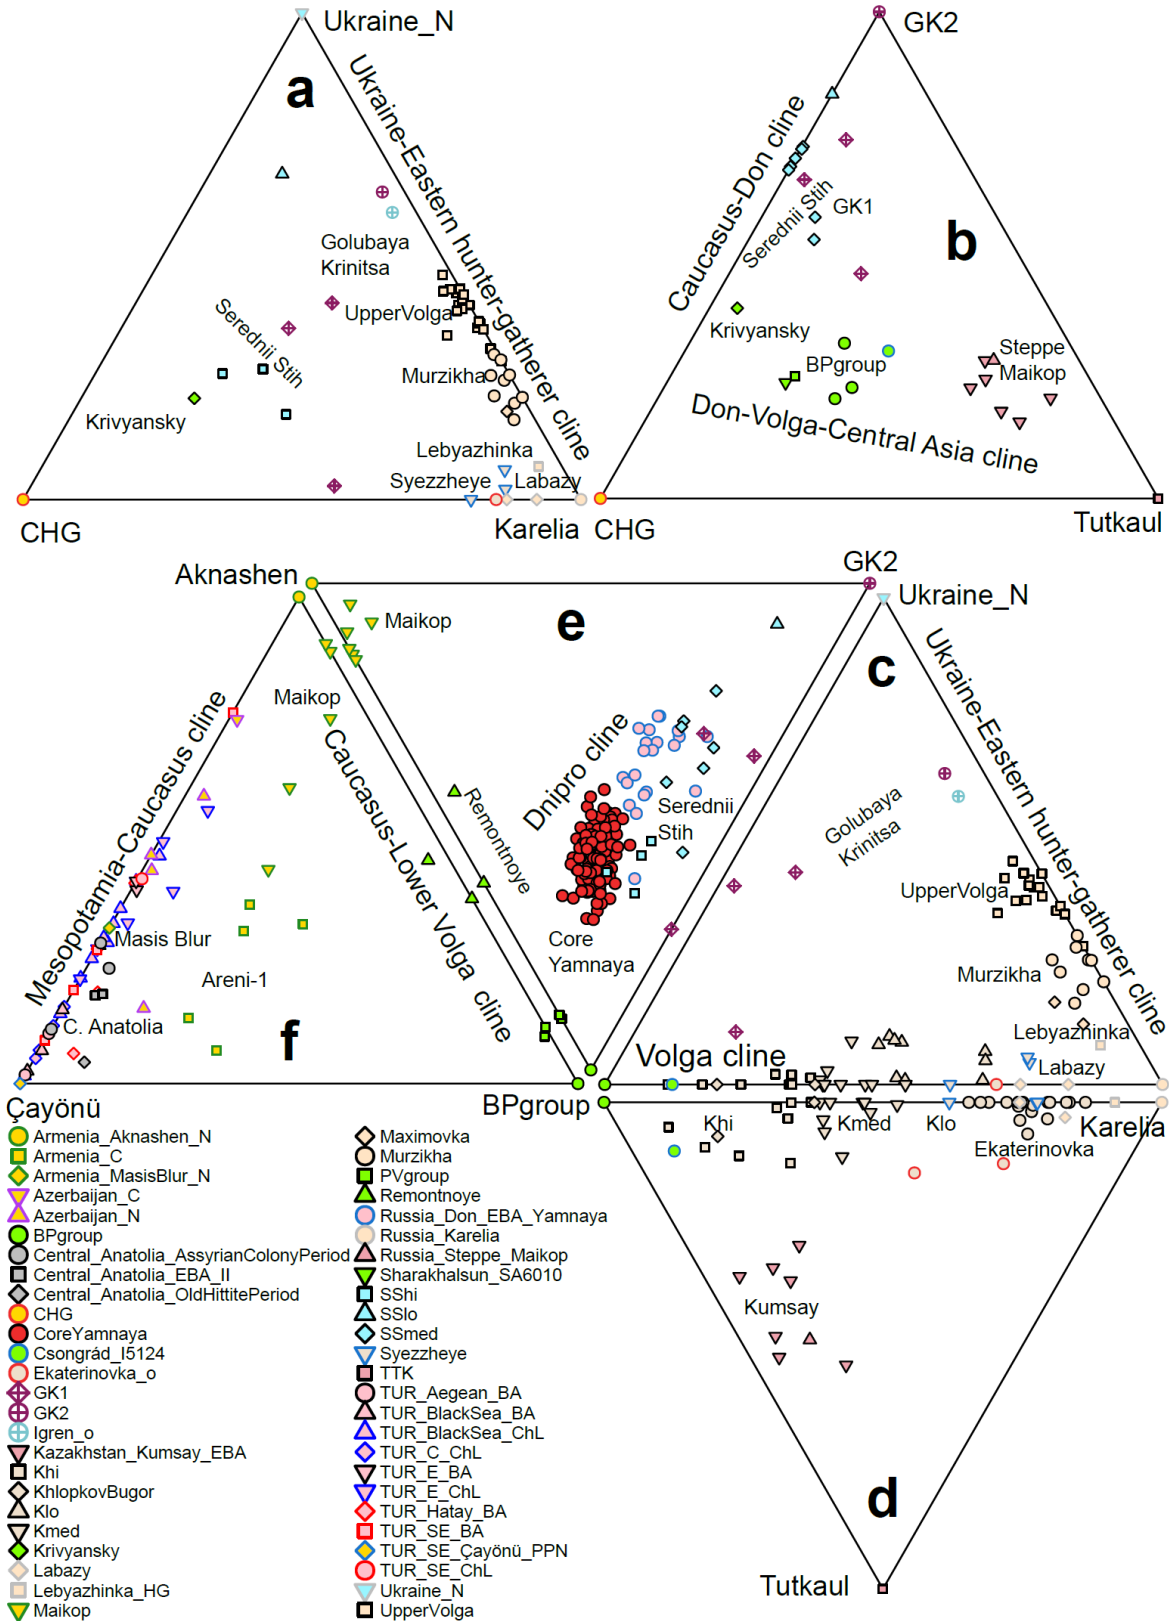 Ukraine_N
a
Ukraine-Eastern hunter-gatherer cline
Golubaya
Krinitsa
UpperVolga
Serednii Stih
Murzikha
Krivyansky
Lebyazhinka
Syezzheye
Labazy
CHG
Karelia
GK2
Caucasus-Don cline
b
Serednii Stih
GK1
Krivyansky
BPgroup
Steppe
Maikop
Don-Volga-Central Asia cline
CHG
Tutkaul
Aknashen
GK2
Maikop
e
Dnipro cline
Remontnoye
Serednii
Stih
Core
Yamnaya
Ukraine_N
c
Ukraine-Eastern hunter-gatherer cline
Golubaya
Krinitsa
UpperVolga
Murzikha
Lebyazhinka
Labazy
Volga cline
Maikop
Mesopotamia-Caucasus cline
Caucasus-Lower Volga cline
Masis Blur
Areni-1
C. Anatolia
f
Çayönü
BPgroup
Khi
Kmed
Klo
Karelia
Ekaterinovka
Kumsay
d
Tutkaul
Armenia_Aknashen_N
Armenia_C
Armenia_MasisBlur_N
Azerbaijan_C
Azerbaijan_N
BPgroup
Central_Anatolia_AssyrianColonyPeriod
Central_Anatolia_EBA_II
Central_Anatolia_OldHittitePeriod
CHG
CoreYamnaya
Csongrád_I5124
Ekaterinovka_o
GK1
GK2
Igren_o
Kazakhstan_Kumsay_EBA
Khi
KhlopkovBugor
Klo
Kmed
Krivyansky
Labazy
Lebyazhinka_HG
Maikop
Maximovka
Murzikha
PVgroup
Remontnoye
Russia_Don_EBA_Yamnaya
Russia_Karelia
Russia_Steppe_Maikop
Sharakhalsun_SA6010
SShi
SSlo
SSmed
Syezzheye
TTK
TUR_Aegean_BA
TUR_BlackSea_BA
TUR_BlackSea_ChL
TUR_C_ChL
TUR_E_BA
TUR_E_ChL
TUR_Hatay_BA
TUR_SE_BA
TUR_SE_Çayönü_PPN
TUR_SE_ChL
Ukraine_N
UpperVolga